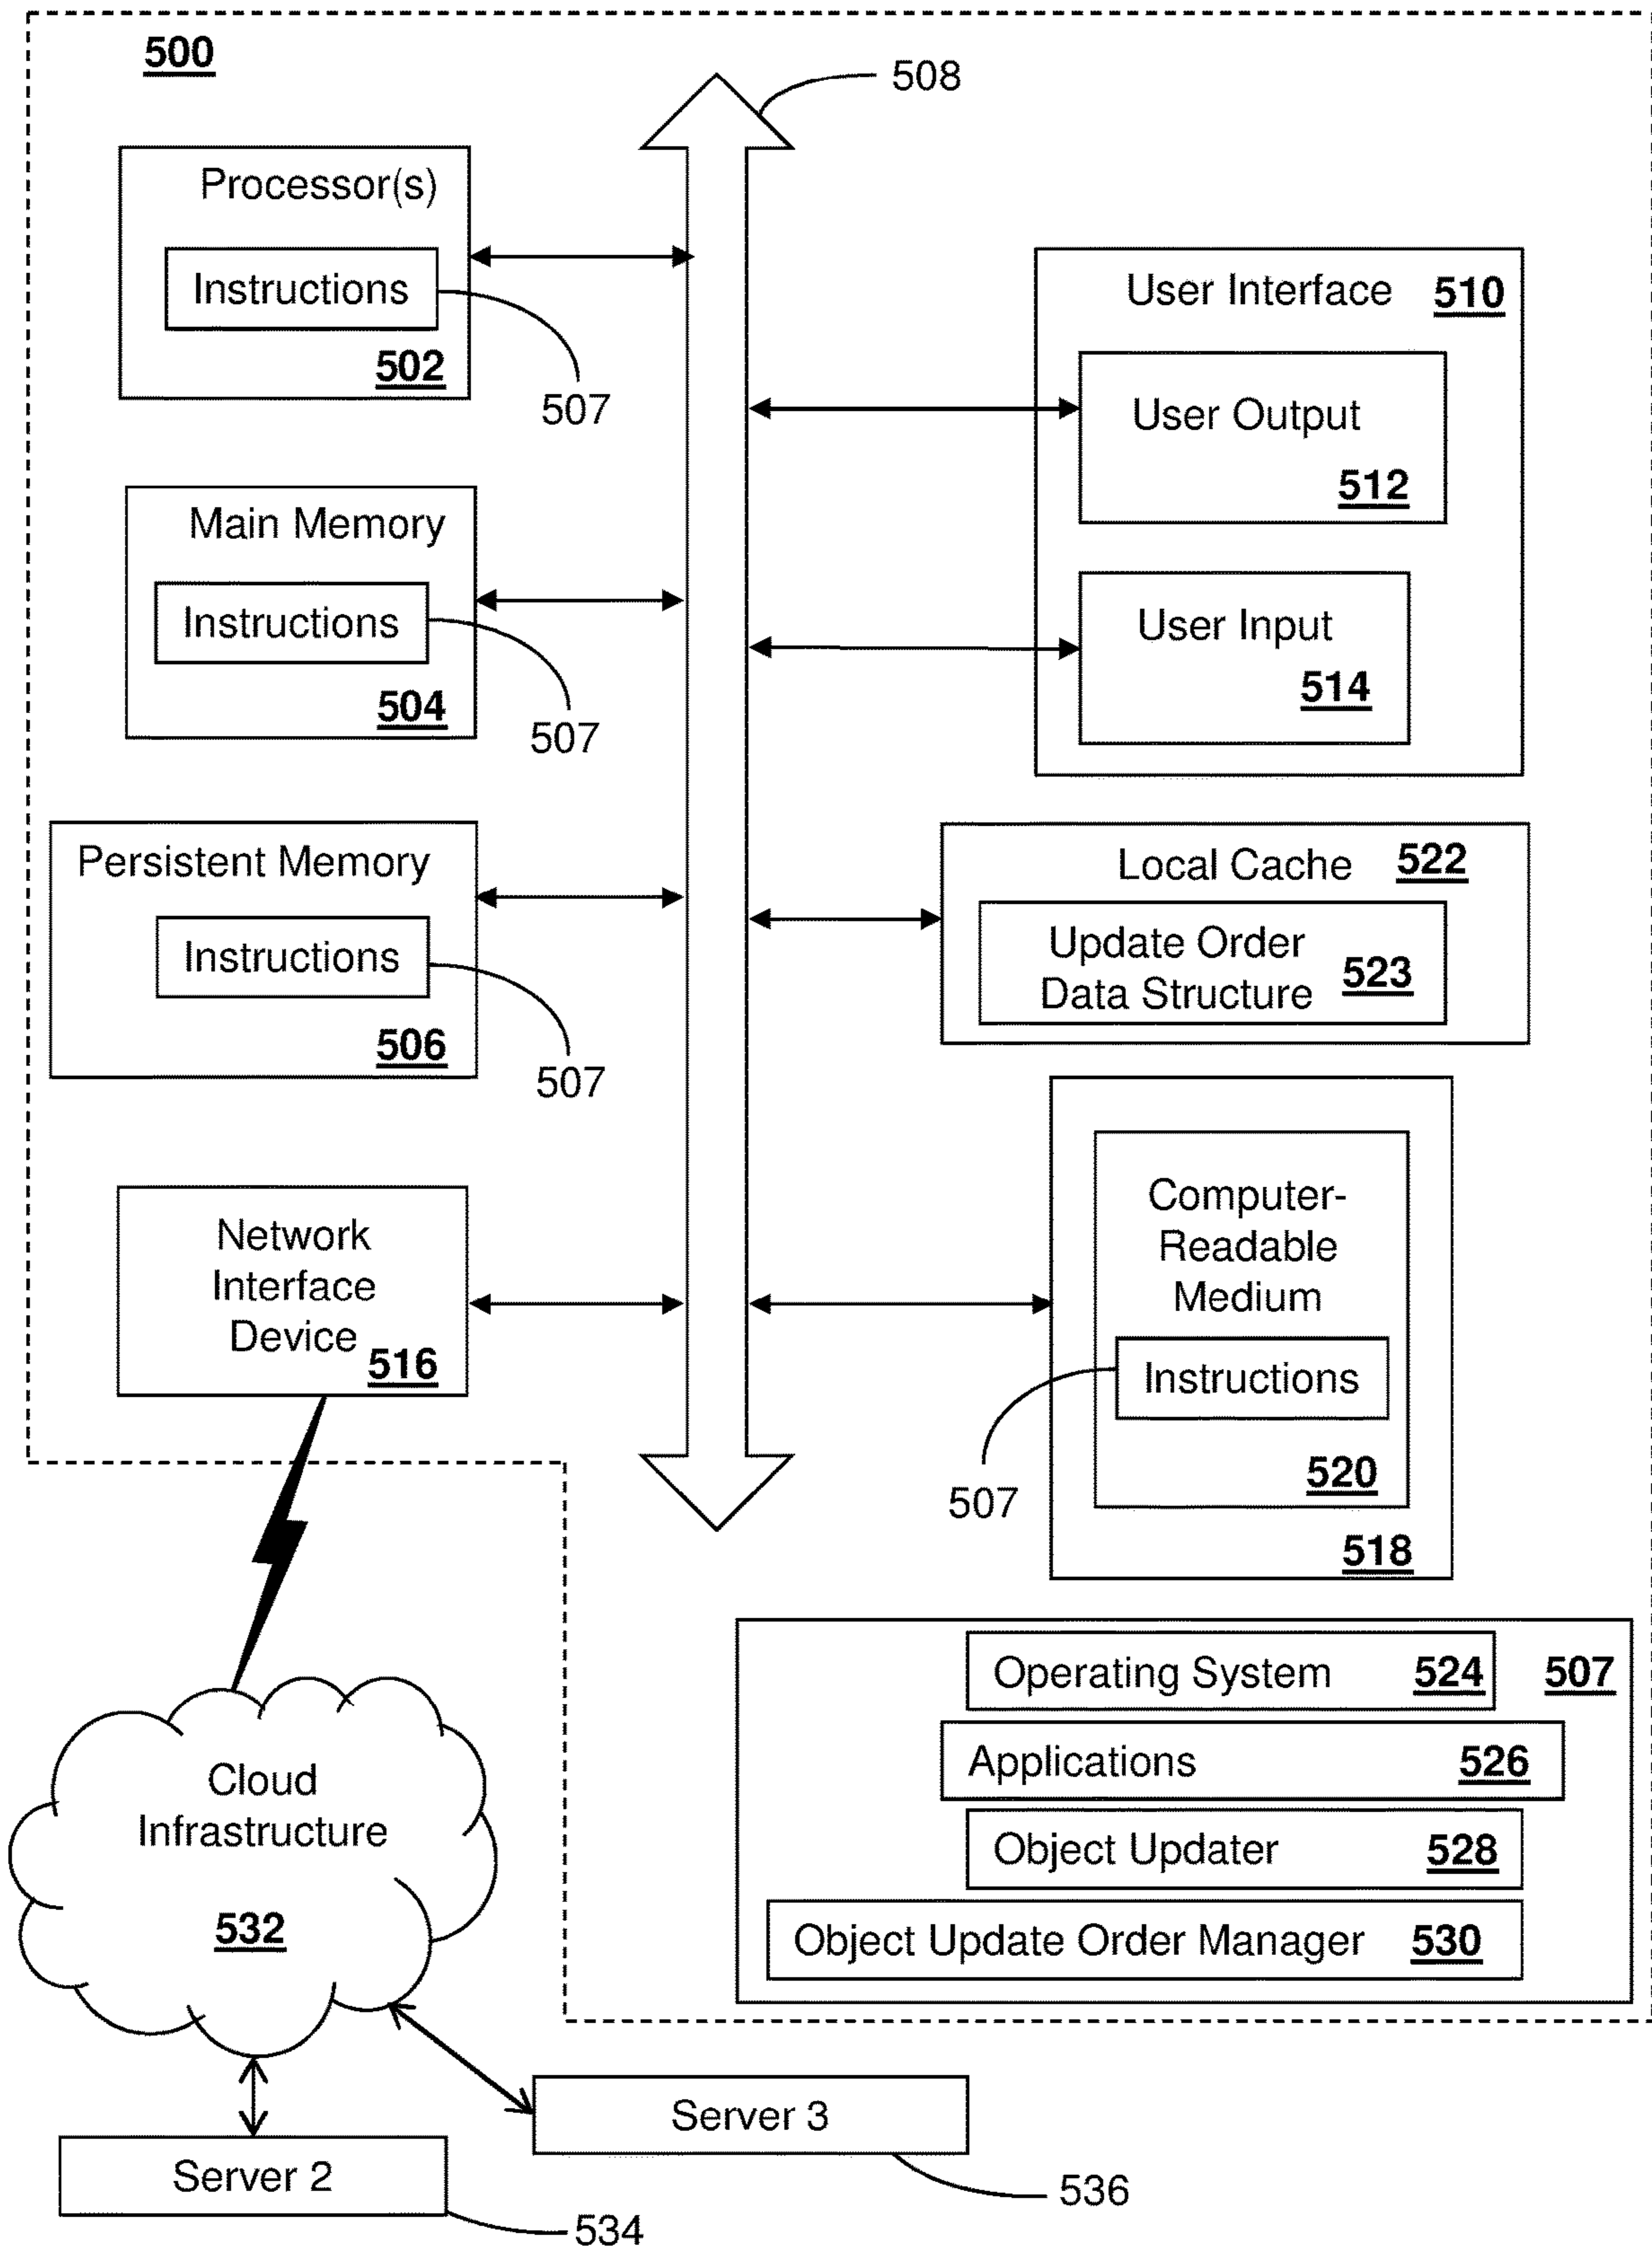 500
508
Processor(s)
Instructions
502
507
User Interface 510
User Output
512
Main Memory
Instructions
504
507
User Input
514
Persistent Memory
Instructions
506
507
Local Cache 522
Update Order
Data Structure 523
Network
Interface
Device 516
Computer-
Readable
Medium
Instructions
507
520
518
Operating System 524 507
Applications 526
Object Updater 528
Object Update Order Manager 530
Cloud
Infrastructure
532
Server 3
536
Server 2
534